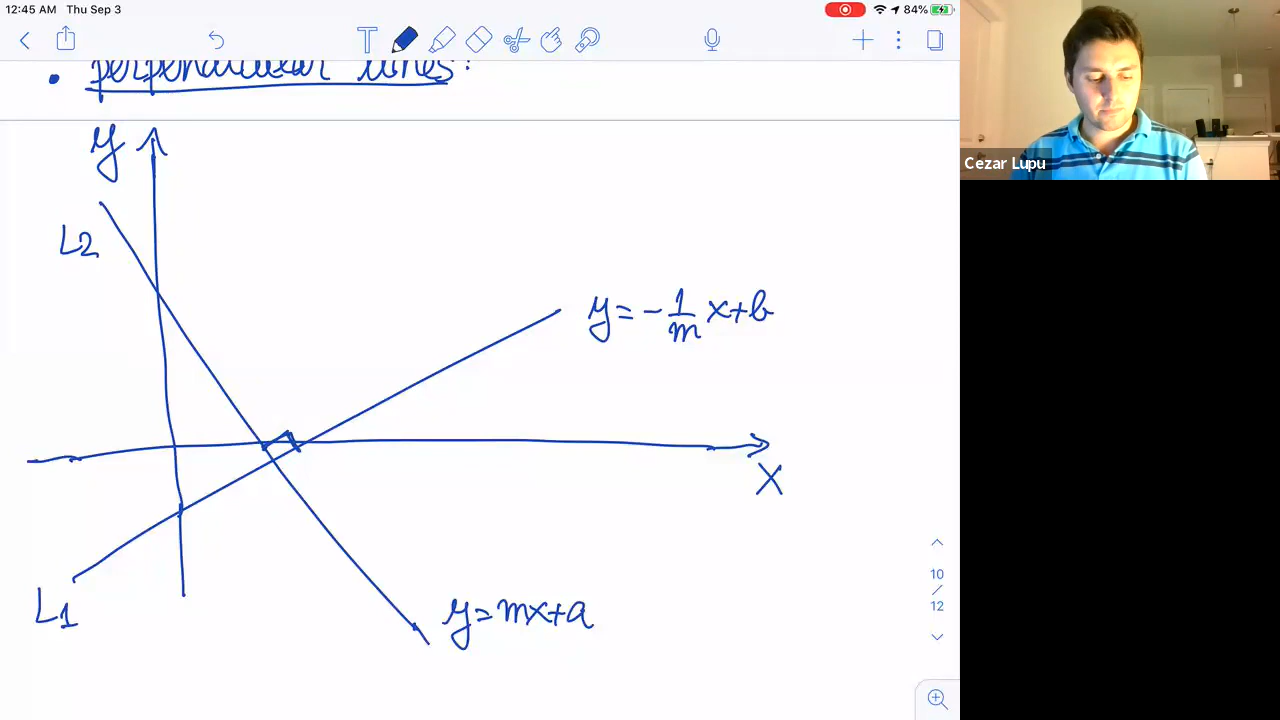 12:45 AM Thu Sep 3
84%
T
• perpendicular lines:
y
L2
y = -1/m x+b
x
L1
y=mx+a
10
/
12
Cezar Lupu